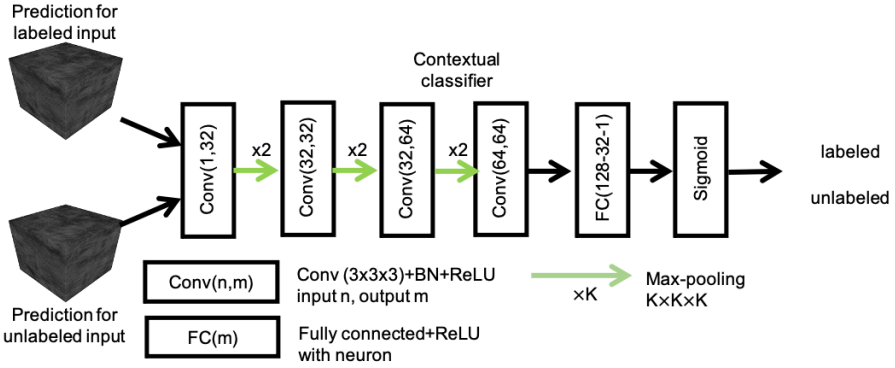 Prediction for
labeled input
Contextual
classifier
Conv(1,32)
x2
Conv(32,32)
x2
Conv(32,64)
x2
Conv(64,64)
FC(128-32-1)
Sigmoid
labeled
unlabeled
Prediction for
unlabeled input
Conv(n,m)
Conv (3x3x3)+BN+ReLU
input n, output m
×K
Max-pooling
K×K×K
FC(m)
Fully connected+ReLU
with neuron